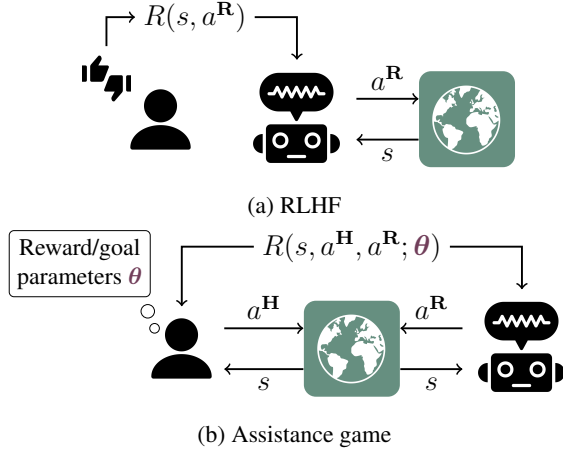 R(s, a^R)
a^R
s
(a) RLHF
Reward/goal
parameters θ
R(s, a^H, a^R; θ)
a^H
a^R
s
s
(b) Assistance game